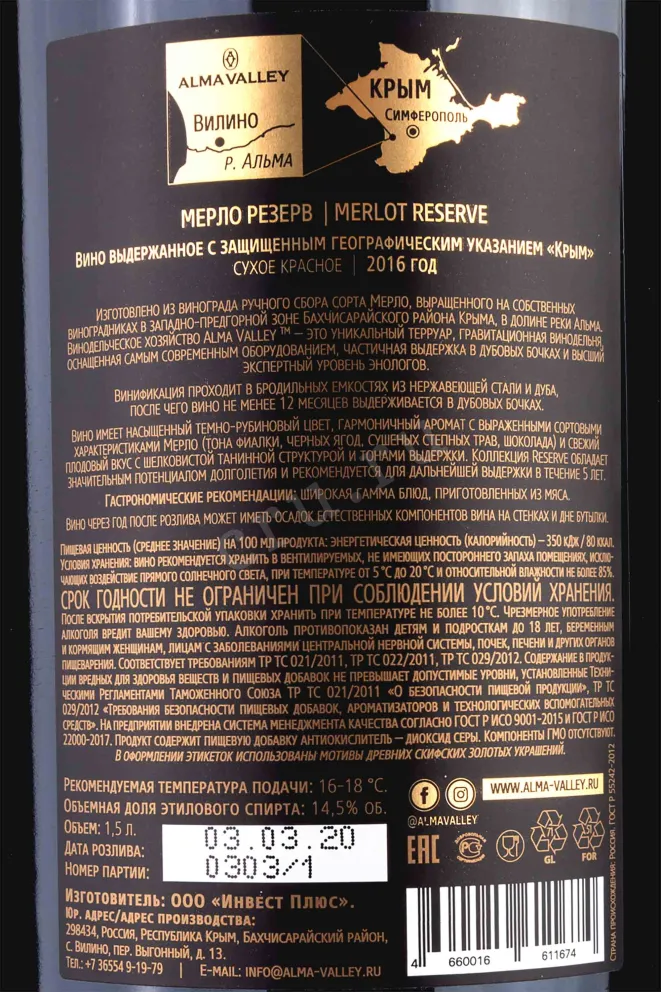 ALMA VALLEY
ВИЛИНО
Р. АЛЬМА
КРЫМ
СИМФЕРОПОЛЬ
МЕРЛО РЕЗЕРВ | MERLOT RESERVE
ВИНО ВЫДЕРЖАННОЕ С ЗАЩИЩЕННЫМ ГЕОГРАФИЧЕСКИМ УКАЗАНИЕМ «КРЫМ»
СУХОЕ КРАСНОЕ | 2016 ГОД
ИЗГОТОВЛЕНО ИЗ ВИНОГРАДА РУЧНОГО СБОРА СОРТА МЕРЛО, ВЫРАЩЕННОГО НА СОБСТВЕННЫХ
ВИНОГРАДНИКАХ В ЗАПАДНО-ПРЕДГОРНОЙ ЗОНЕ БАХЧИСАРАЙСКОГО РАЙОНА КРЫМА, В ДОЛИНЕ РЕКИ АЛЬМА.
ВИНОДЕЛЬЧЕСКОЕ ХОЗЯЙСТВО ALMA VALLEY ™ — ЭТО УНИКАЛЬНЫЙ ТЕРРУАР, ГРАВИТАЦИОННАЯ ВИНОДЕЛЬНЯ,
ОСНАЩЕННАЯ САМЫМ СОВРЕМЕННЫМ ОБОРУДОВАНИЕМ, ЧАСТИЧНАЯ ВЫДЕРЖКА В ДУБОВЫХ БОЧКАХ И ВЫСШИЙ
ЭКСПЕРТНЫЙ УРОВЕНЬ ЭНОЛОГОВ.
ВИНИФИКАЦИЯ ПРОХОДИТ В БРОДИЛЬНЫХ ЕМКОСТЯХ ИЗ НЕРЖАВЕЮЩЕЙ СТАЛИ И ДУБА,
ПОСЛЕ ЧЕГО ВИНО НЕ МЕНЕЕ 12 МЕСЯЦЕВ ВЫДЕРЖИВАЕТСЯ В ДУБОВЫХ БОЧКАХ.
ВИНО ИМЕЕТ НАСЫЩЕННЫЙ ТЕМНО-РУБИНОВЫЙ ЦВЕТ, ГАРМОНИЧНЫЙ АРОМАТ С ВЫРАЖЕННЫМИ СОРТОВЫМИ
ХАРАКТЕРИСТИКАМИ МЕРЛО (ТОНА ФИАЛКИ, ЧЕРНЫХ ЯГОД, СУШЕНЫХ СТЕПНЫХ ТРАВ, ШОКОЛАДА) И СВЕЖИЙ
ПЛОДОВЫЙ ВКУС С ШЕЛКОВИСТОЙ ТАНИННОЙ СТРУКТУРОЙ И ТОНАМИ ВЫДЕРЖКИ. КОЛЛЕКЦИЯ RESERVE ОБЛАДАЕТ
ЗНАЧИТЕЛЬНЫМ ПОТЕНЦИАЛОМ ДОЛГОЛЕТИЯ И РЕКОМЕНДУЕТСЯ ДЛЯ ДАЛЬНЕЙШЕЙ ВЫДЕРЖКИ В ТЕЧЕНИЕ 5 ЛЕТ.
ГАСТРОНОМИЧЕСКИЕ РЕКОМЕНДАЦИИ: ШИРОКАЯ ГАММА БЛЮД, ПРИГОТОВЛЕННЫХ ИЗ МЯСА.
ВИНО ЧЕРЕЗ ГОД ПОСЛЕ РОЗЛИВА МОЖЕТ ИМЕТЬ ОСАДОК ЕСТЕСТВЕННЫХ КОМПОНЕНТОВ ВИНА НА СТЕНКАХ И ДНЕ БУТЫЛКИ.
ПИЩЕВАЯ ЦЕННОСТЬ (СРЕДНЕЕ ЗНАЧЕНИЕ) НА 100 МЛ ПРОДУКТА: ЭНЕРГЕТИЧЕСКАЯ ЦЕННОСТЬ (КАЛОРИЙНОСТЬ) – 350 КДЖ / 80 ККАЛ.
УСЛОВИЯ ХРАНЕНИЯ: ВИНО РЕКОМЕНДУЕТСЯ ХРАНИТЬ В ВЕНТИЛИРУЕМЫХ, НЕ ИМЕЮЩИХ ПОСТОРОННЕГО ЗАПАХА ПОМЕЩЕНИЯХ, ИСКЛЮ-
ЧАЮЩИХ ВОЗДЕЙСТВИЕ ПРЯМОГО СОЛНЕЧНОГО СВЕТА, ПРИ ТЕМПЕРАТУРЕ ОТ 5°C ДО 20°C И ОТНОСИТЕЛЬНОЙ ВЛАЖНОСТИ НЕ БОЛЕЕ 85%.
СРОК ГОДНОСТИ НЕ ОГРАНИЧЕН ПРИ СОБЛЮДЕНИИ УСЛОВИЙ ХРАНЕНИЯ.
ПОСЛЕ ВСКРЫТИЯ ПОТРЕБИТЕЛЬСКОЙ УПАКОВКИ ХРАНИТЬ ПРИ ТЕМПЕРАТУРЕ НЕ БОЛЕЕ 10°C. ЧРЕЗМЕРНОЕ УПОТРЕБЛЕНИЕ
АЛКОГОЛЯ ВРЕДИТ ВАШЕМУ ЗДОРОВЬЮ. АЛКОГОЛЬ ПРОТИВОПОКАЗАН ДЕТЯМ И ПОДРОСТКАМ ДО 18 ЛЕТ, БЕРЕМЕННЫМ
И КОРМЯЩИМ ЖЕНЩИНАМ, ЛИЦАМ С ЗАБОЛЕВАНИЯМИ ЦЕНТРАЛЬНОЙ НЕРВНОЙ СИСТЕМЫ, ПОЧЕК, ПЕЧЕНИ И ДРУГИХ ОРГАНОВ
ПИЩЕВАРЕНИЯ. СООТВЕТСТВУЕТ ТРЕБОВАНИЯМ ТР ТС 021/2011, ТР ТС 022/2011, ТР ТС 029/2012. СОДЕРЖАНИЕ В ПРОДУК-
ЦИИ ВРЕДНЫХ ДЛЯ ЗДОРОВЬЯ ВЕЩЕСТВ И ПИЩЕВЫХ ДОБАВОК НЕ ПРЕВЫШАЕТ ДОПУСТИМЫЕ УРОВНИ, УСТАНОВЛЕННЫЕ ТЕХНИ-
ЧЕСКИМИ РЕГЛАМЕНТАМИ ТАМОЖЕННОГО СОЮЗА ТР ТС 021/2011 «О БЕЗОПАСНОСТИ ПИЩЕВОЙ ПРОДУКЦИИ», ТР ТС
029/2012 «ТРЕБОВАНИЯ БЕЗОПАСНОСТИ ПИЩЕВЫХ ДОБАВОК, АРОМАТИЗАТОРОВ И ТЕХНОЛОГИЧЕСКИХ ВСПОМОГАТЕЛЬНЫХ
СРЕДСТВ». НА ПРЕДПРИЯТИИ ВНЕДРЕНА СИСТЕМА МЕНЕДЖМЕНТА КАЧЕСТВА СОГЛАСНО ГОСТ Р ИСО 9001-2015 И ГОСТ Р ИСО
22000-2017. ПРОДУКТ СОДЕРЖИТ ПИЩЕВУЮ ДОБАВКУ АНТИОКИСЛИТЕЛЬ – ДИОКСИД СЕРЫ. КОМПОНЕНТЫ ГМО ОТСУТСТВУЮТ.
В ОФОРМЛЕНИИ ЭТИКЕТОК ИСПОЛЬЗОВАНЫ МОТИВЫ ДРЕВНИХ СКИФСКИХ ЗОЛОТЫХ УКРАШЕНИЙ.
РЕКОМЕНДУЕМАЯ ТЕМПЕРАТУРА ПОДАЧИ: 16-18 °C.
ОБЪЕМНАЯ ДОЛЯ ЭТИЛОВОГО СПИРТА: 14,5% ОБ.
ОБЪЕМ: 1,5 Л.
ДАТА РОЗЛИВА: 03.03.20
НОМЕР ПАРТИИ: 0303/1
ИЗГОТОВИТЕЛЬ: ООО «ИНВЕСТ ПЛЮС».
ЮР. АДРЕС/АДРЕС ПРОИЗВОДСТВА:
298434, РОССИЯ, РЕСПУБЛИКА КРЫМ, БАХЧИСАРАЙСКИЙ РАЙОН,
С. ВИЛИНО, ПЕР. ВЫГОННЫЙ, Д. 13.
ТЕЛ.: +7 36554 9-19-79 | E-MAIL: INFO@ALMA-VALLEY.RU
WWW.ALMA-VALLEY.RU
@ALMAVALLEY
EAC
GL
FOR
4 660016 611674
СТРАНА ПРОИСХОЖДЕНИЯ: РОССИЯ, ГОСТ Р 55242-2012